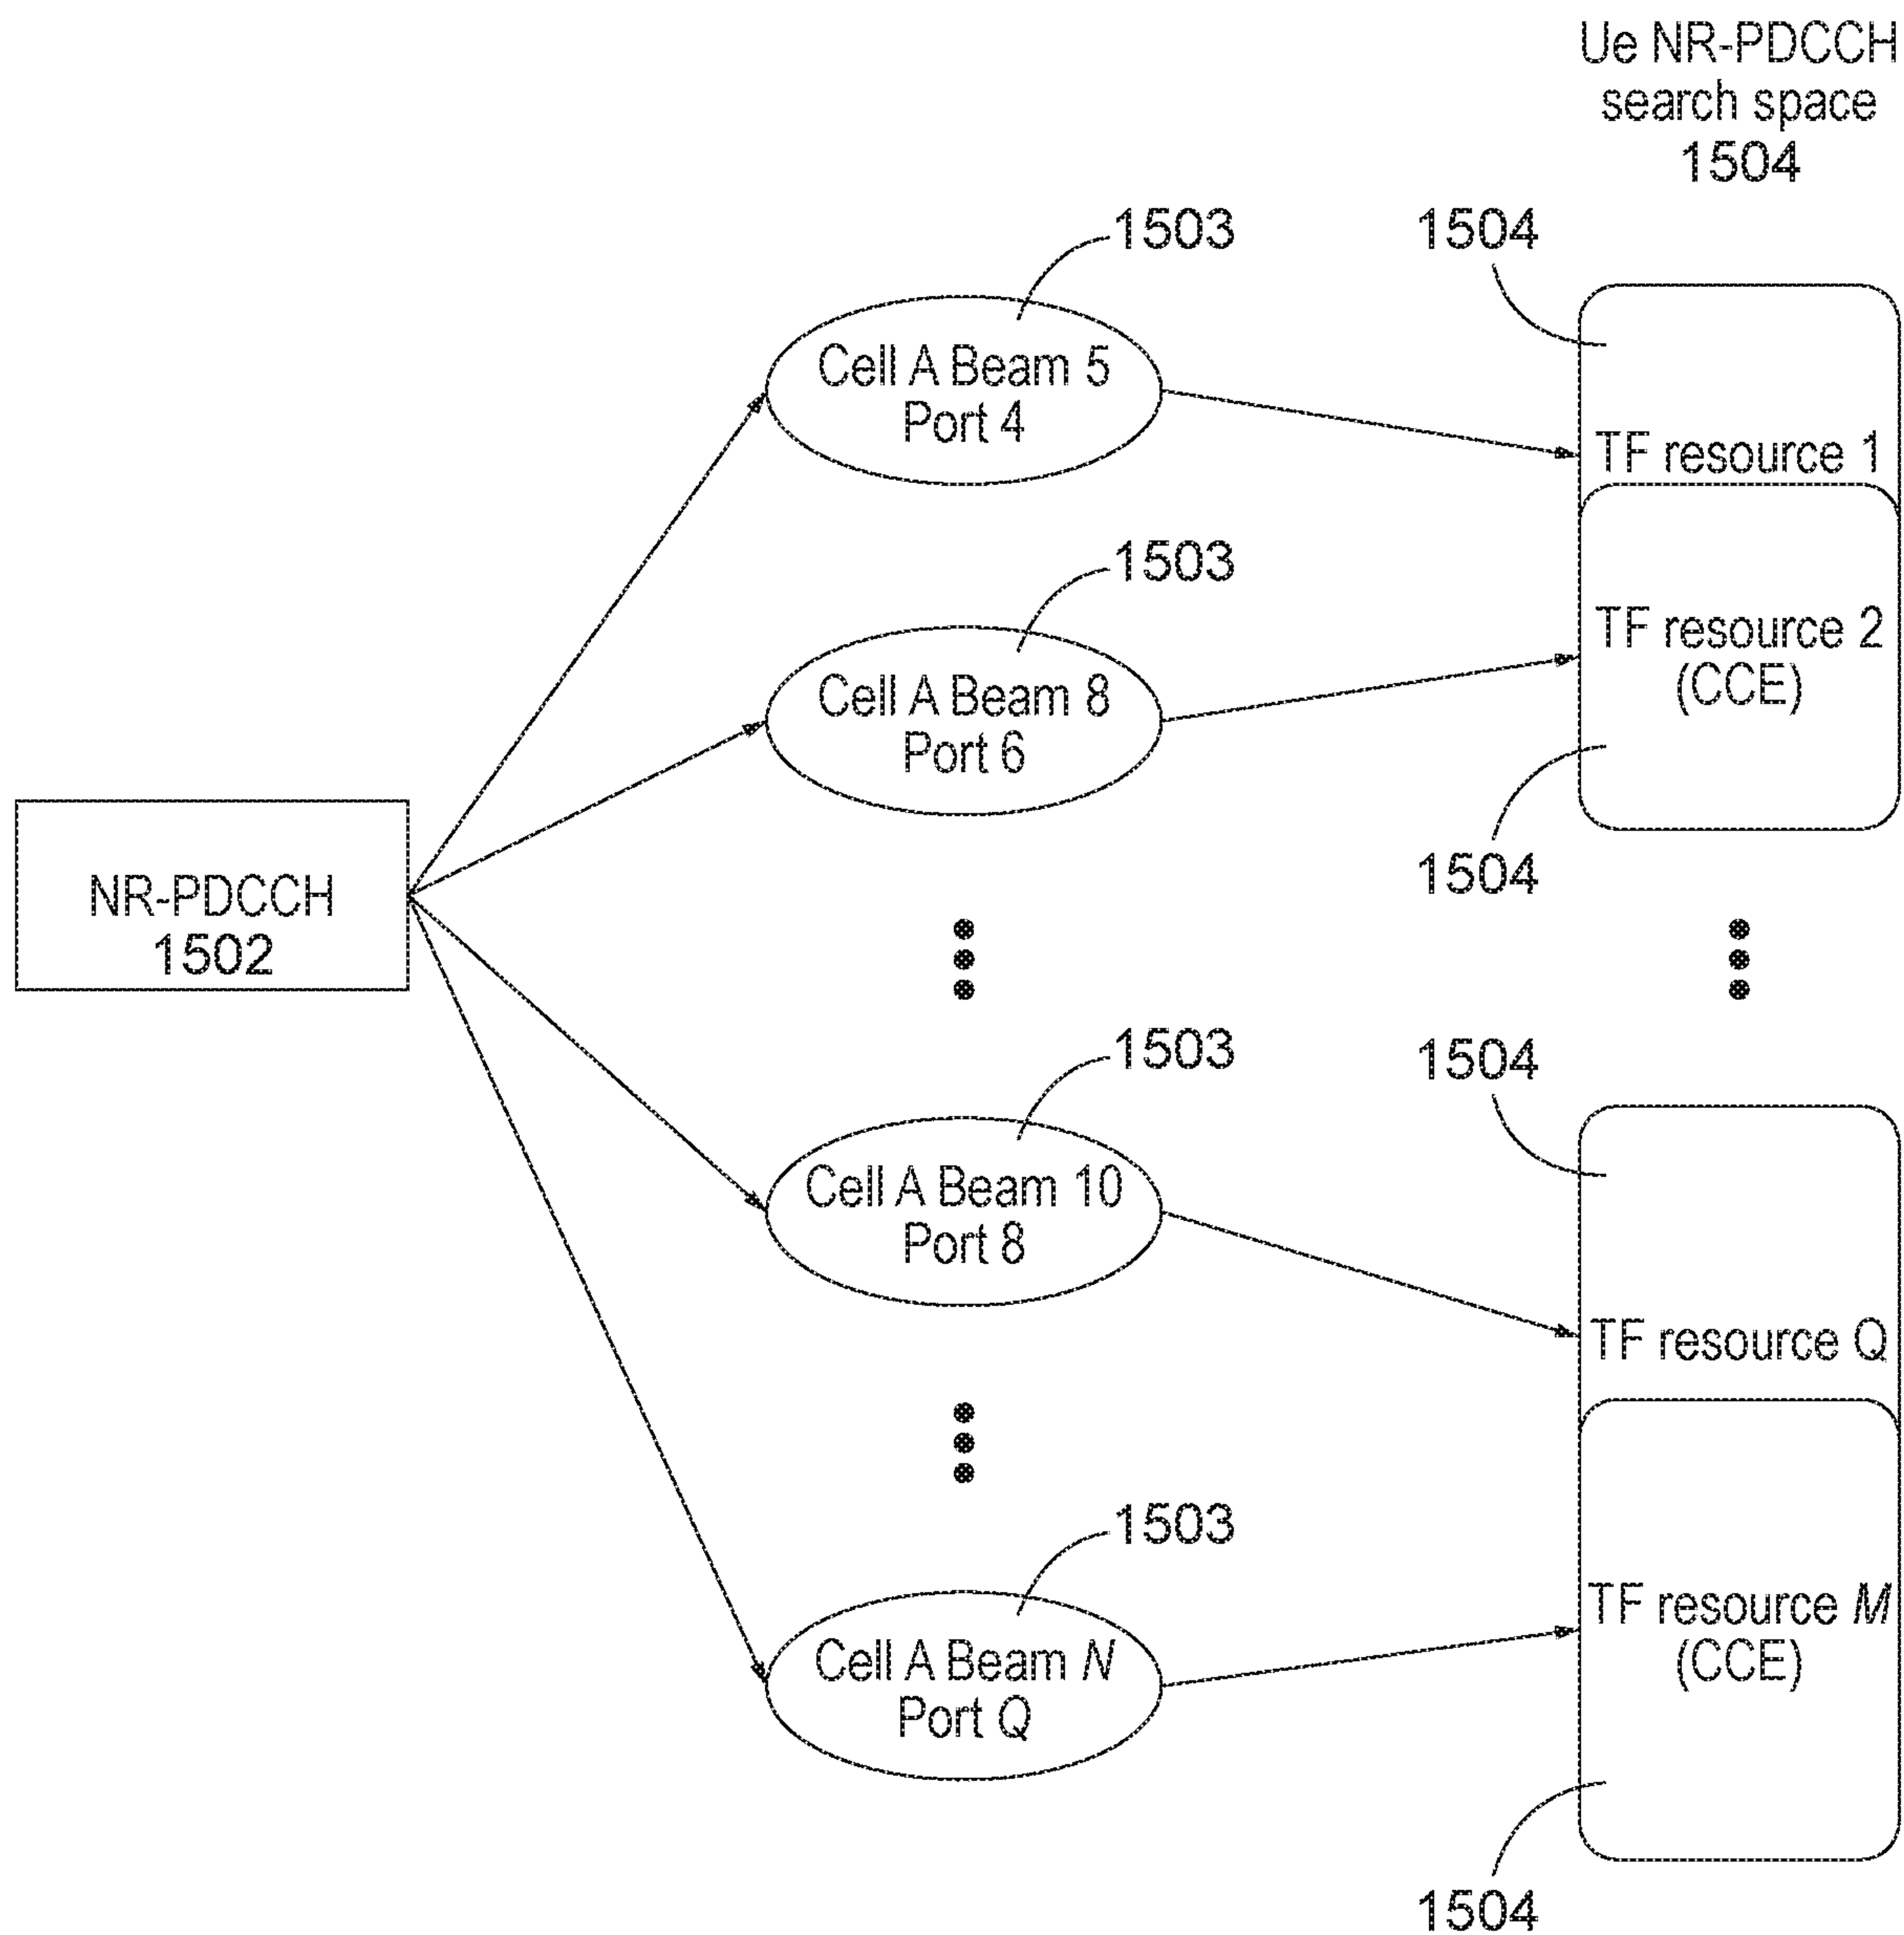 Ue NR-PDCCH
search space
1504
1503
1504
Cell A Beam 5
Port 4
TF resource 1
1503
TF resource 2
(CCE)
Cell A Beam 8
Port 6
1504
NR-PDCCH
1502
1503
1504
Cell A Beam 10
Port 8
TF resource Q
1503
TF resource M
(CCE)
Cell A Beam N
Port Q
1504